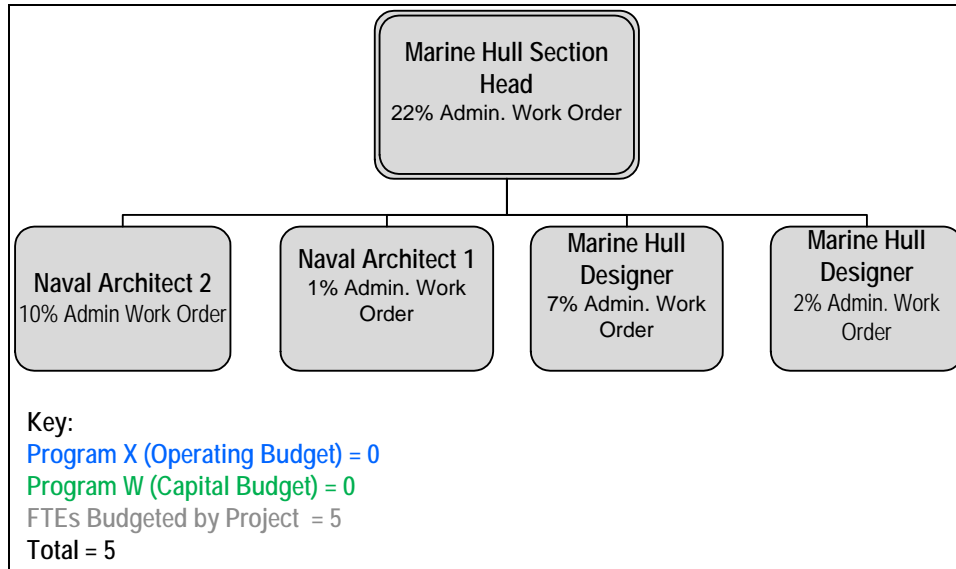 Marine Hull Section
Head
22% Admin. Work Order
Naval Architect 2
10% Admin Work Order
Naval Architect 1
1% Admin. Work
Order
Marine Hull
Designer
7% Admin. Work
Order
Marine Hull
Designer
2% Admin. Work
Order
Key:
Program X (Operating Budget) = 0
Program W (Capital Budget) = 0
FTEs Budgeted by Project = 5
Total = 5